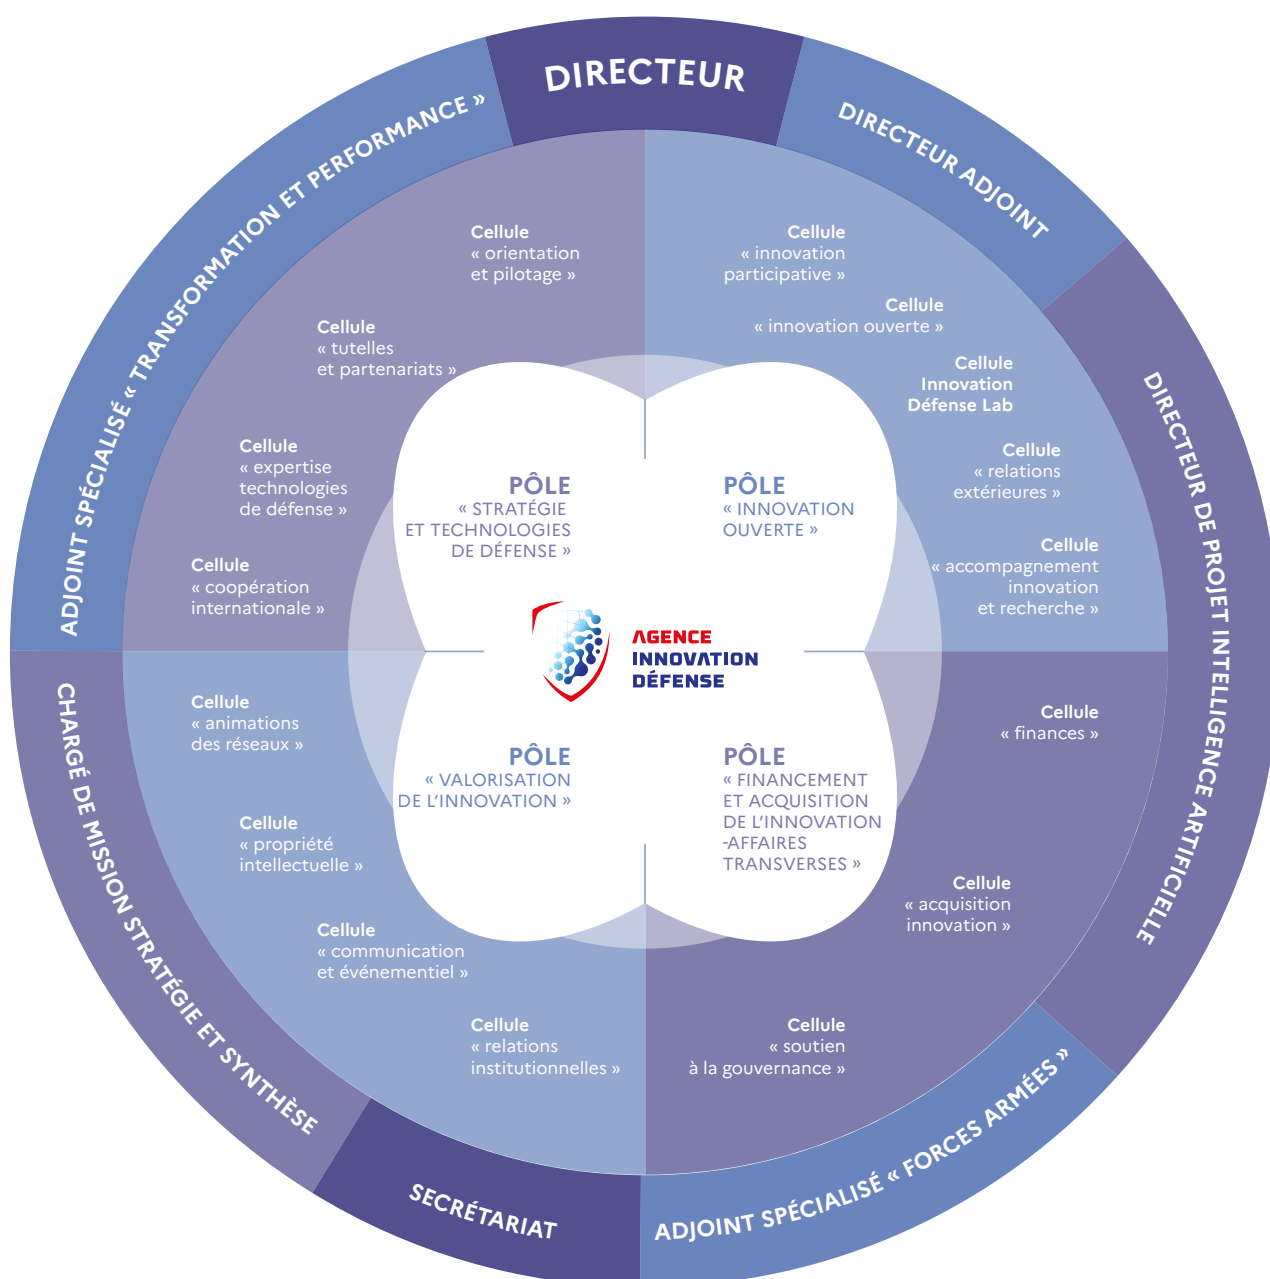 DIRECTEUR
DIRECTEUR ADJOINT
DIRECTEUR DE PROJET INTELLIGENCE ARTIFICIELLE
ADJOINT SPÉCIALISÉ « FORCES ARMÉES »
SECRÉTARIAT
CHARGÉ DE MISSION STRATÉGIE ET SYNTHÈSE
ADJOINT SPÉCIALISÉ « TRANSFORMATION ET PERFORMANCE »
Cellule
« orientation
et pilotage »
Cellule
« tutelles
et partenariats »
Cellule
« expertise
technologies
de défense »
Cellule
« coopération
internationale »
Cellule
« innovation
participative »
Cellule
« innovation ouverte »
Cellule
Innovation
Défense Lab
Cellule
« relations
extérieures »
Cellule
« accompagnement
innovation
et recherche »
PÔLE
« STRATÉGIE
ET TECHNOLOGIES
DE DÉFENSE »
PÔLE
« INNOVATION
OUVERTE »
AGENCE
INNOVATION
DÉFENSE
PÔLE
« VALORISATION
DE L'INNOVATION »
PÔLE
« FINANCEMENT
ET ACQUISITION
DE L'INNOVATION
-AFFAIRES
TRANSVERSES »
Cellule
« animations
des réseaux »
Cellule
« propriété
intellectuelle »
Cellule
« communication
et événementiel »
Cellule
« relations
institutionnelles »
Cellule
« finances »
Cellule
« acquisition
innovation »
Cellule
« soutien
à la gouvernance »